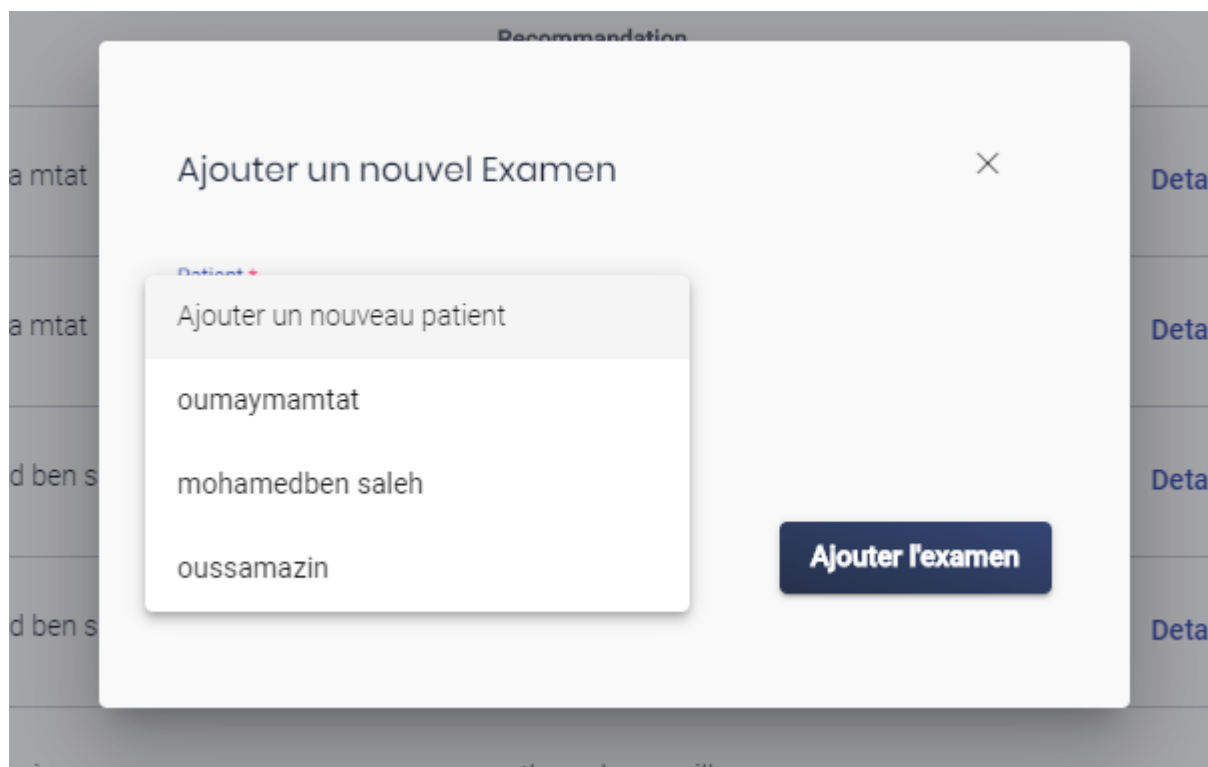 Recommandation
Ajouter un nouvel Examen
a mtat
Deta
Patient *
Ajouter un nouveau patient
a mtat
Deta
oumaymamtat
d ben s
mohamedben saleh
Deta
Ajouter l'examen
oussamazin
d ben s
Deta